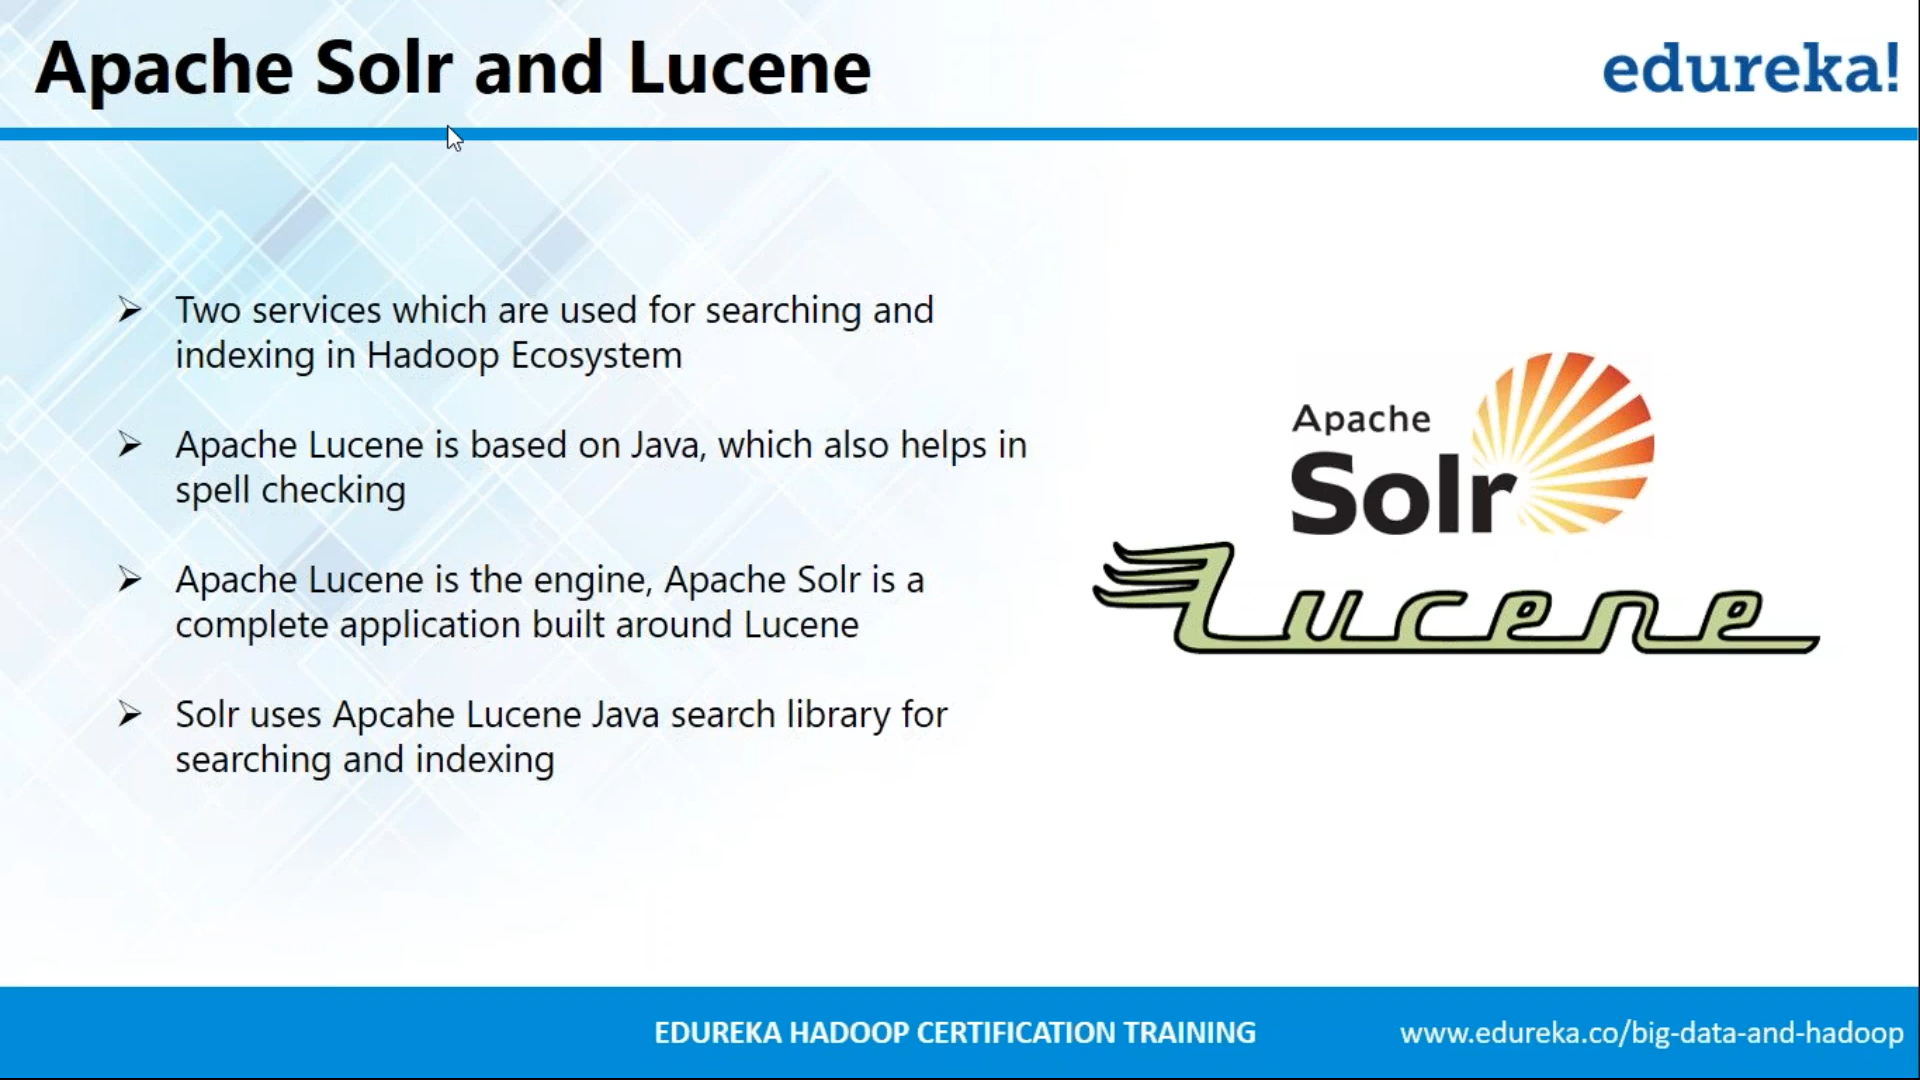 Apache Solr and Lucene
edureka!
➢ Two services which are used for searching and
indexing in Hadoop Ecosystem
➢ Apache Lucene is based on Java, which also helps in
spell checking
➢ Apache Lucene is the engine, Apache Solr is a
complete application built around Lucene
➢ Solr uses Apcahe Lucene Java search library for
searching and indexing
Apache
Solr
Lucene
EDUREKA HADOOP CERTIFICATION TRAINING
www.edureka.co/big-data-and-hadoop